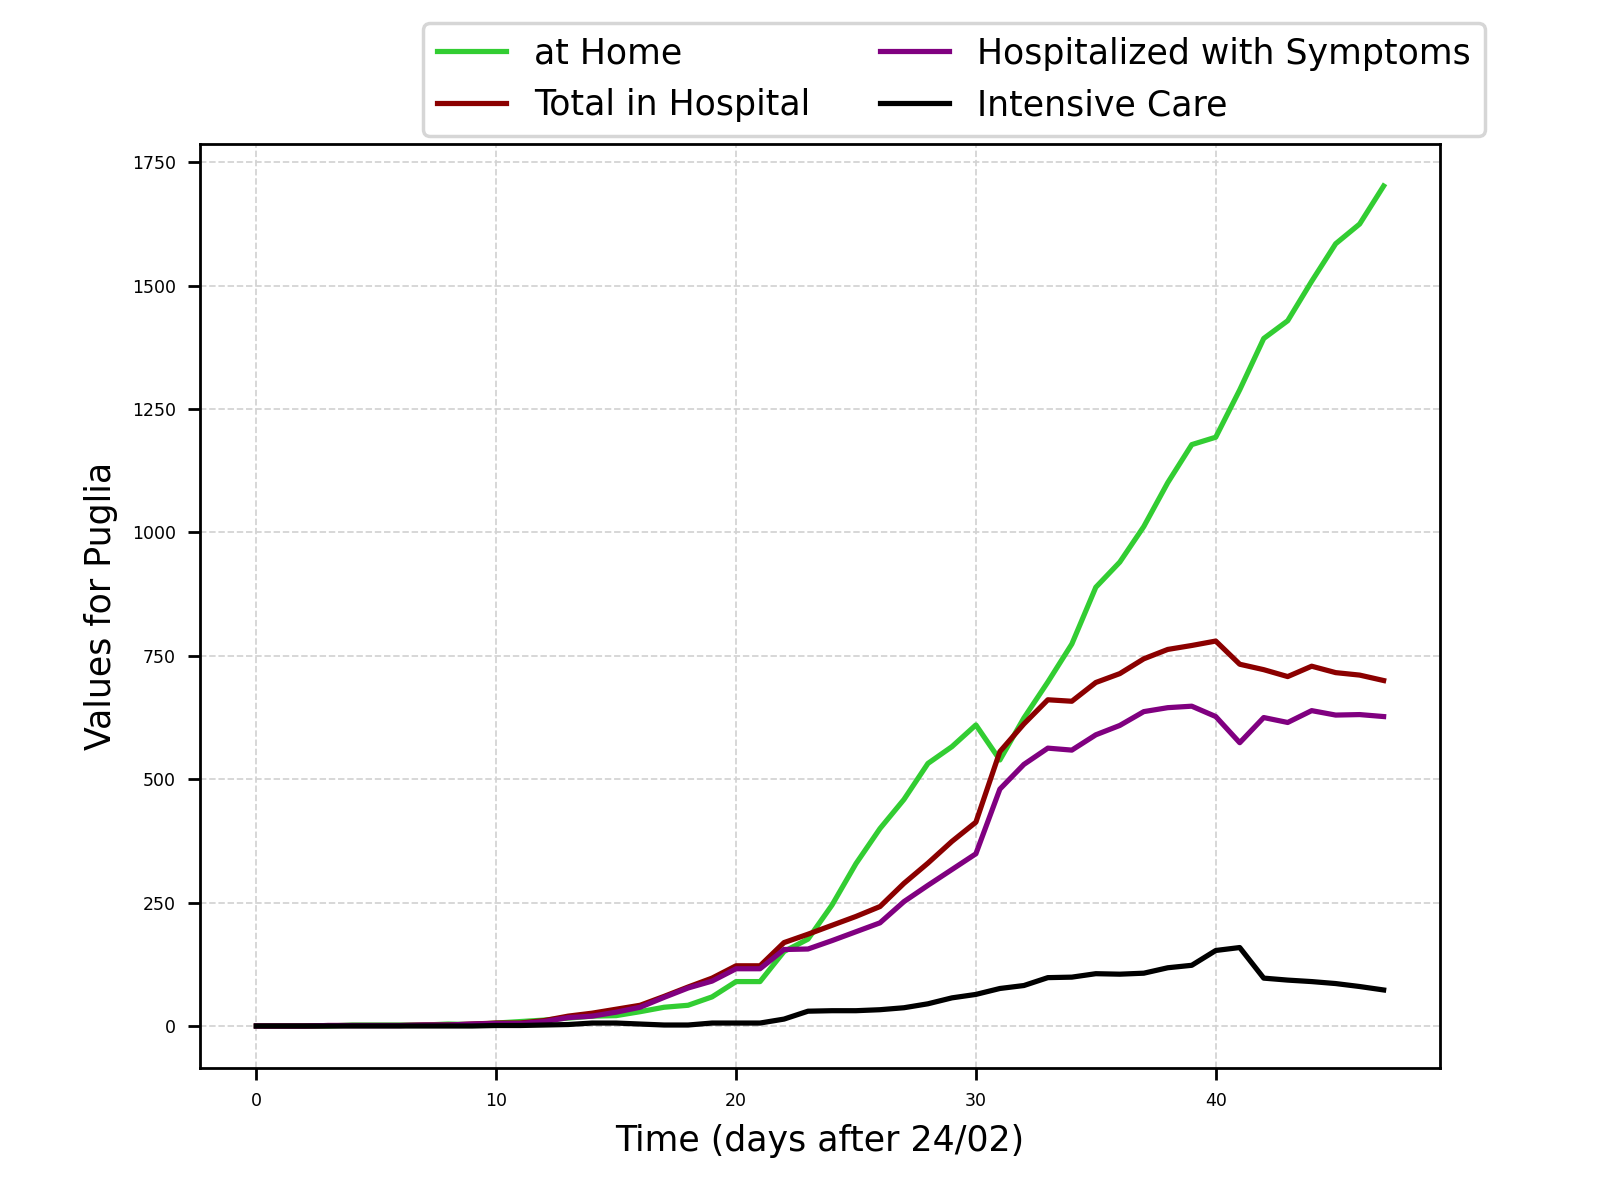 at Home
Total in Hospital
Hospitalized with Symptoms
Intensive Care
Values for Puglia
1750
1500
1250
1000
750
500
250
0
0 10 20 30 40
Time (days after 24/02)